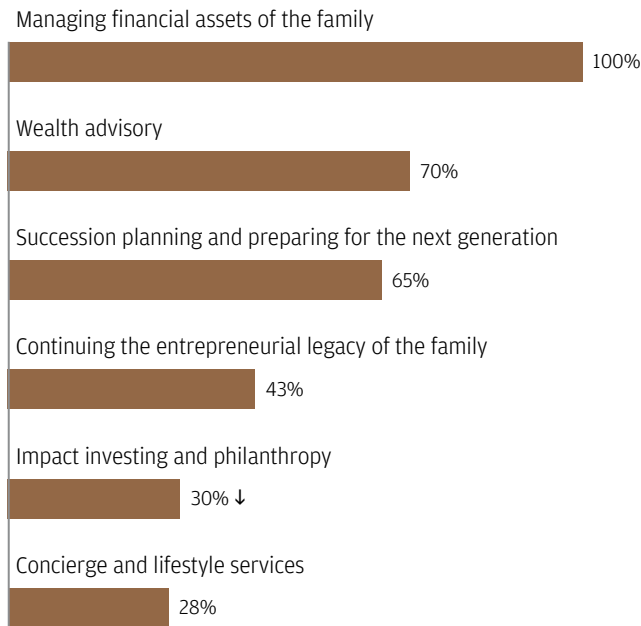 Managing financial assets of the family
100%
Wealth advisory
70%
Succession planning and preparing for the next generation
65%
Continuing the entrepreneurial legacy of the family
43%
Impact investing and philanthropy
30% ↓
Concierge and lifestyle services
28%